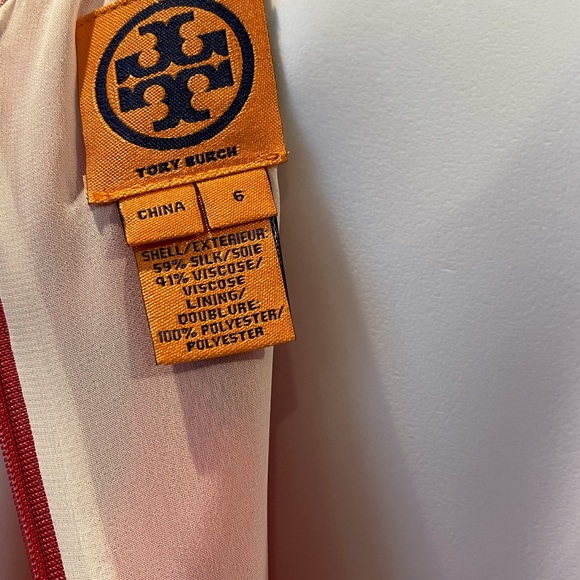 TORY BURCH
CHINA
6
SHELL/EXTERIEUR:
59% SILK/SOIE
41% VISCOSE/
VISCOSE
LINING/
DOUBLURE:
100% POLYESTER/
POLYESTER